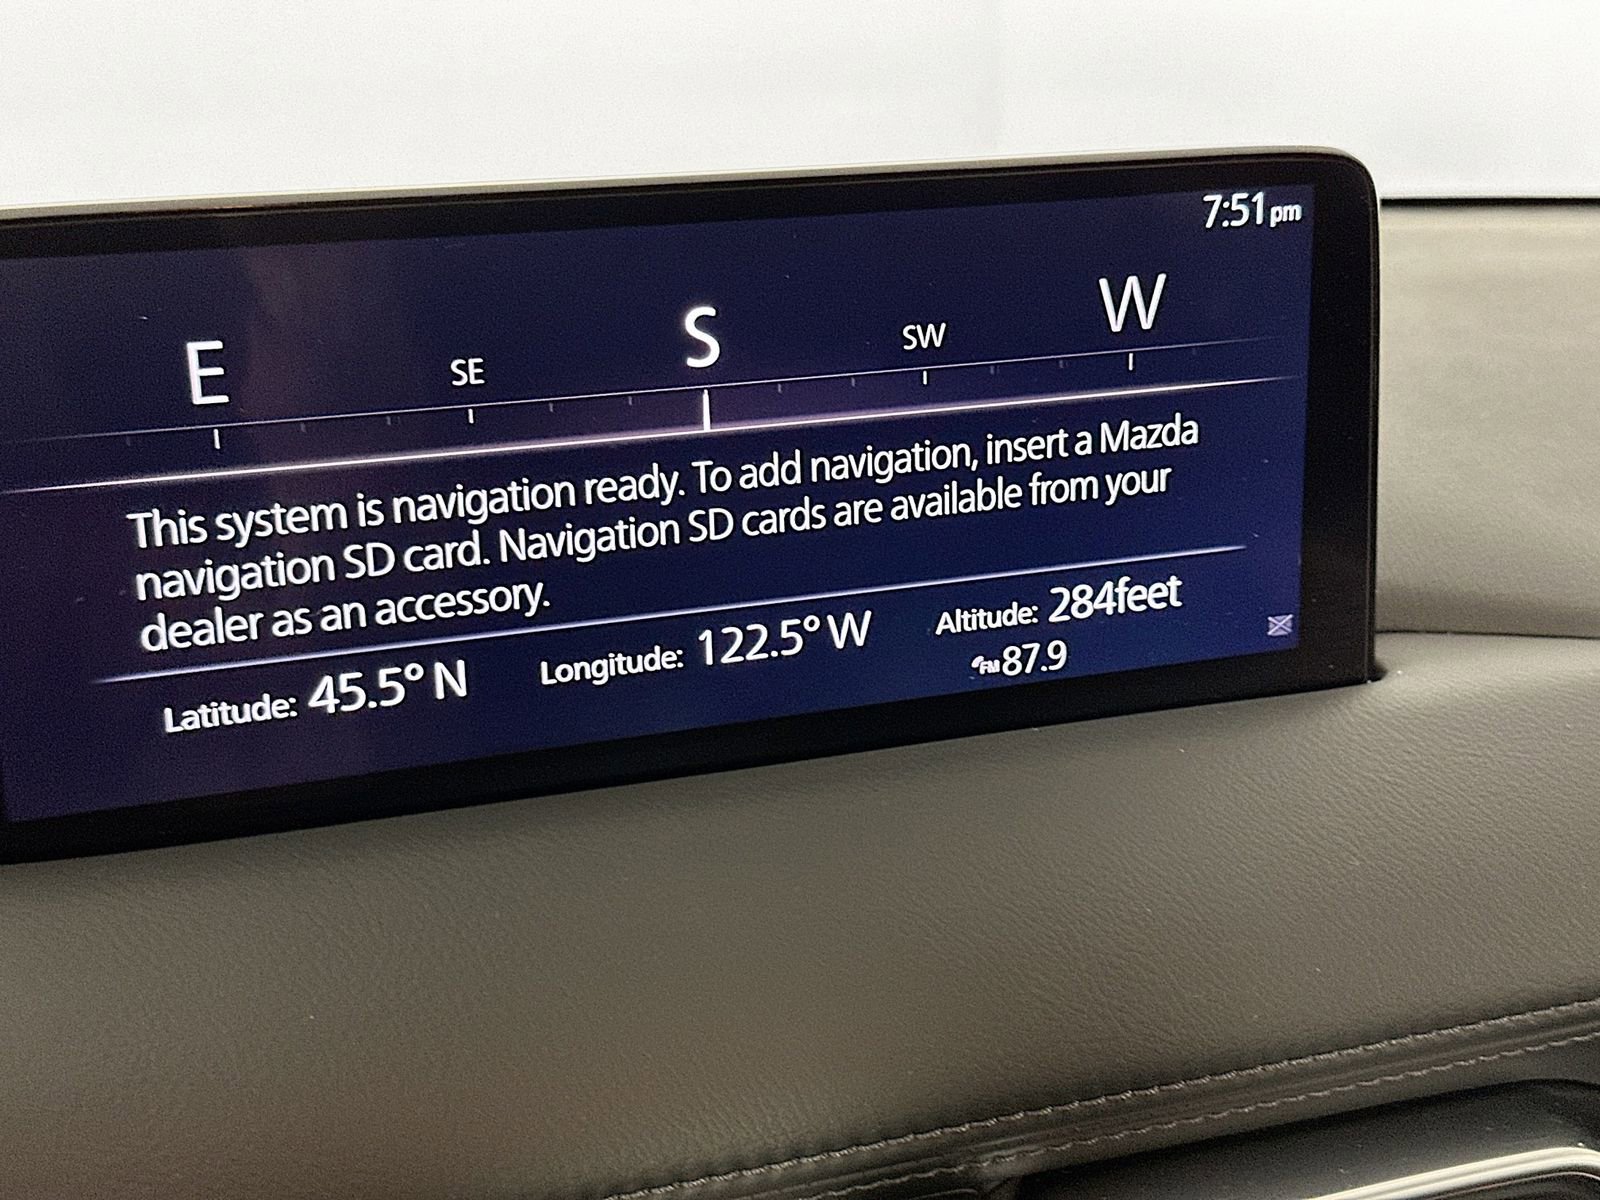 7:51pm
E SE S SW W
This system is navigation ready. To add navigation, insert a Mazda
navigation SD card. Navigation SD cards are available from your
dealer as an accessory.
Latitude: 45.5° N Longitude: 122.5° W Altitude: 284feet
FM 87.9